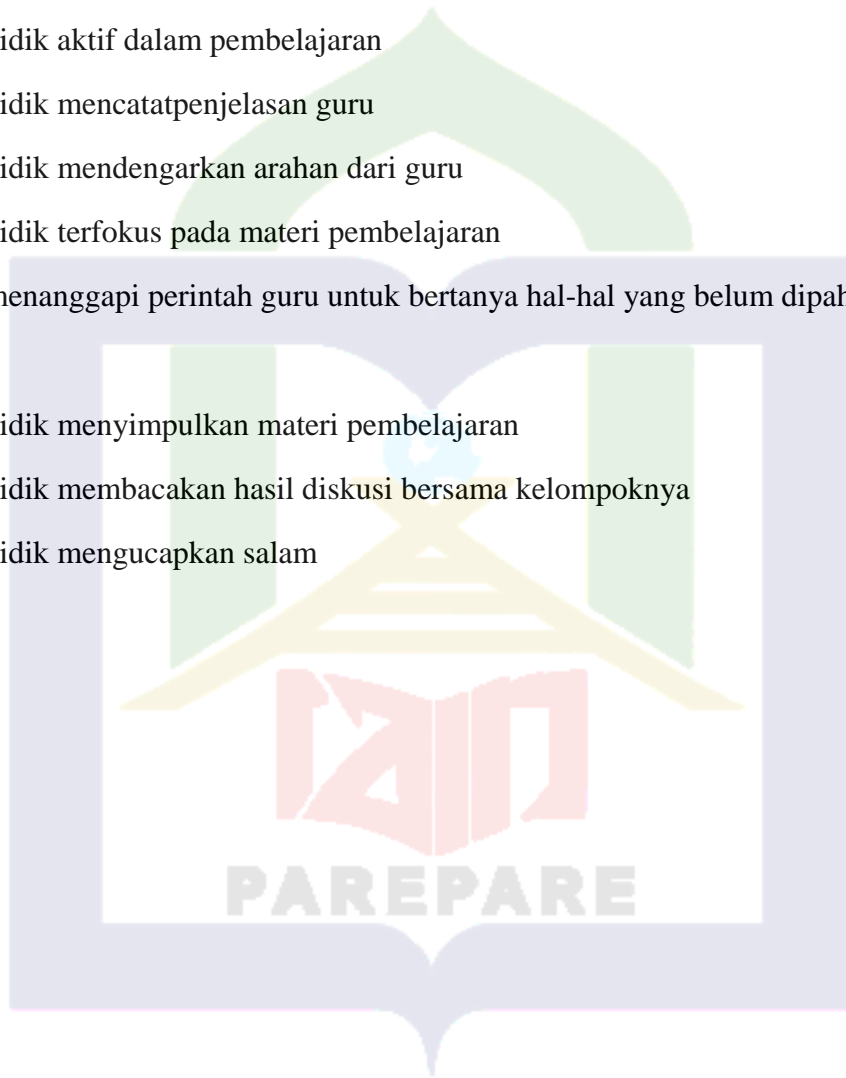 idik aktif dalam pembelajaran
idik mencatatpenjelasan guru
idik mendengarkan arahan dari guru
idik terfokus pada materi pembelajaran
menanggapi perintah guru untuk bertanya hal-hal yang belum dipah
idik menyimpulkan materi pembelajaran
idik membacakan hasil diskusi bersama kelompoknya
idik mengucapkan salam
iain
PAREPARE